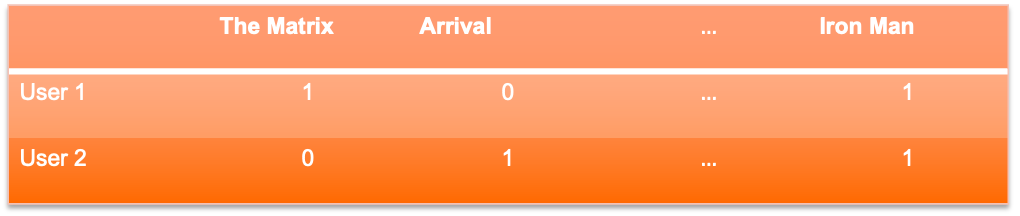 The Matrix Arrival ... Iron Man
User 1 1 0 ... 1
User 2 0 1 ... 1